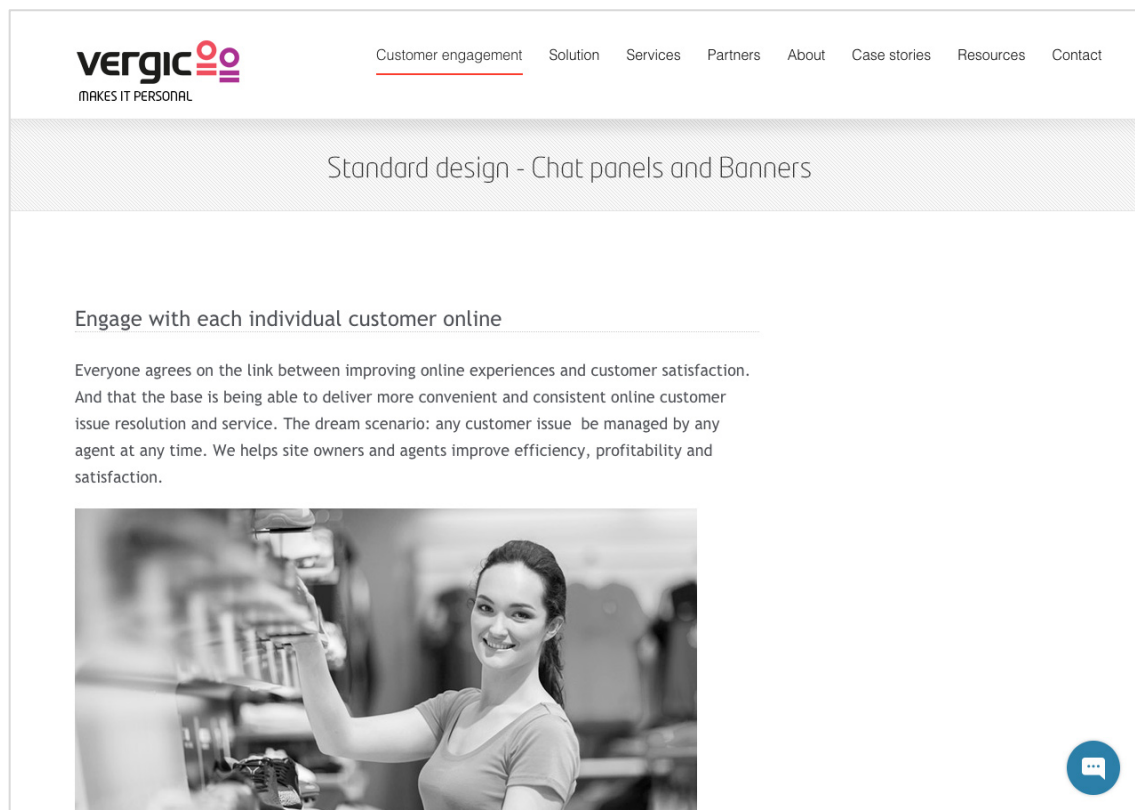 vergic
MAKES IT PERSONAL
Customer engagement
Solution
Services
Partners
About
Case stories
Resources
Contact
Standard design - Chat panels and Banners
Engage with each individual customer online
Everyone agrees on the link between improving online experiences and customer satisfaction.
And that the base is being able to deliver more convenient and consistent online customer
issue resolution and service. The dream scenario: any customer issue  be managed by any
agent at any time. We helps site owners and agents improve efficiency, profitability and
satisfaction.